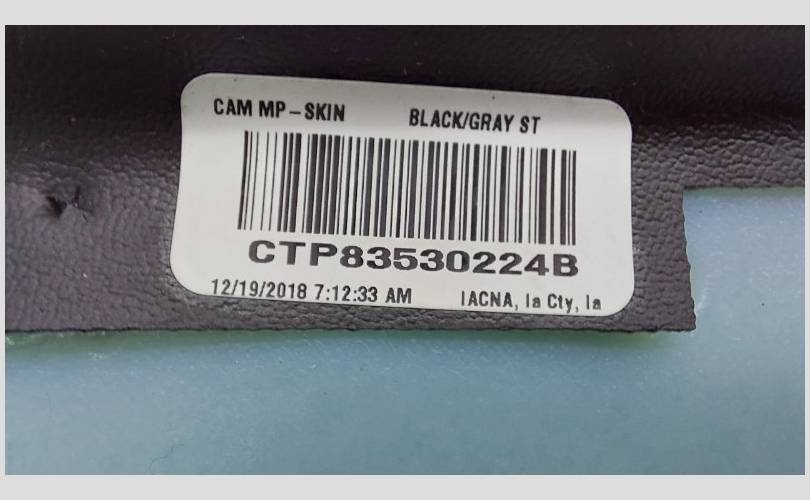 CAM MP-SKIN BLACK/GRAY ST
CTP83530224B
12/19/2018 7:12:33 AM IACNA, Ia Cty, Ia